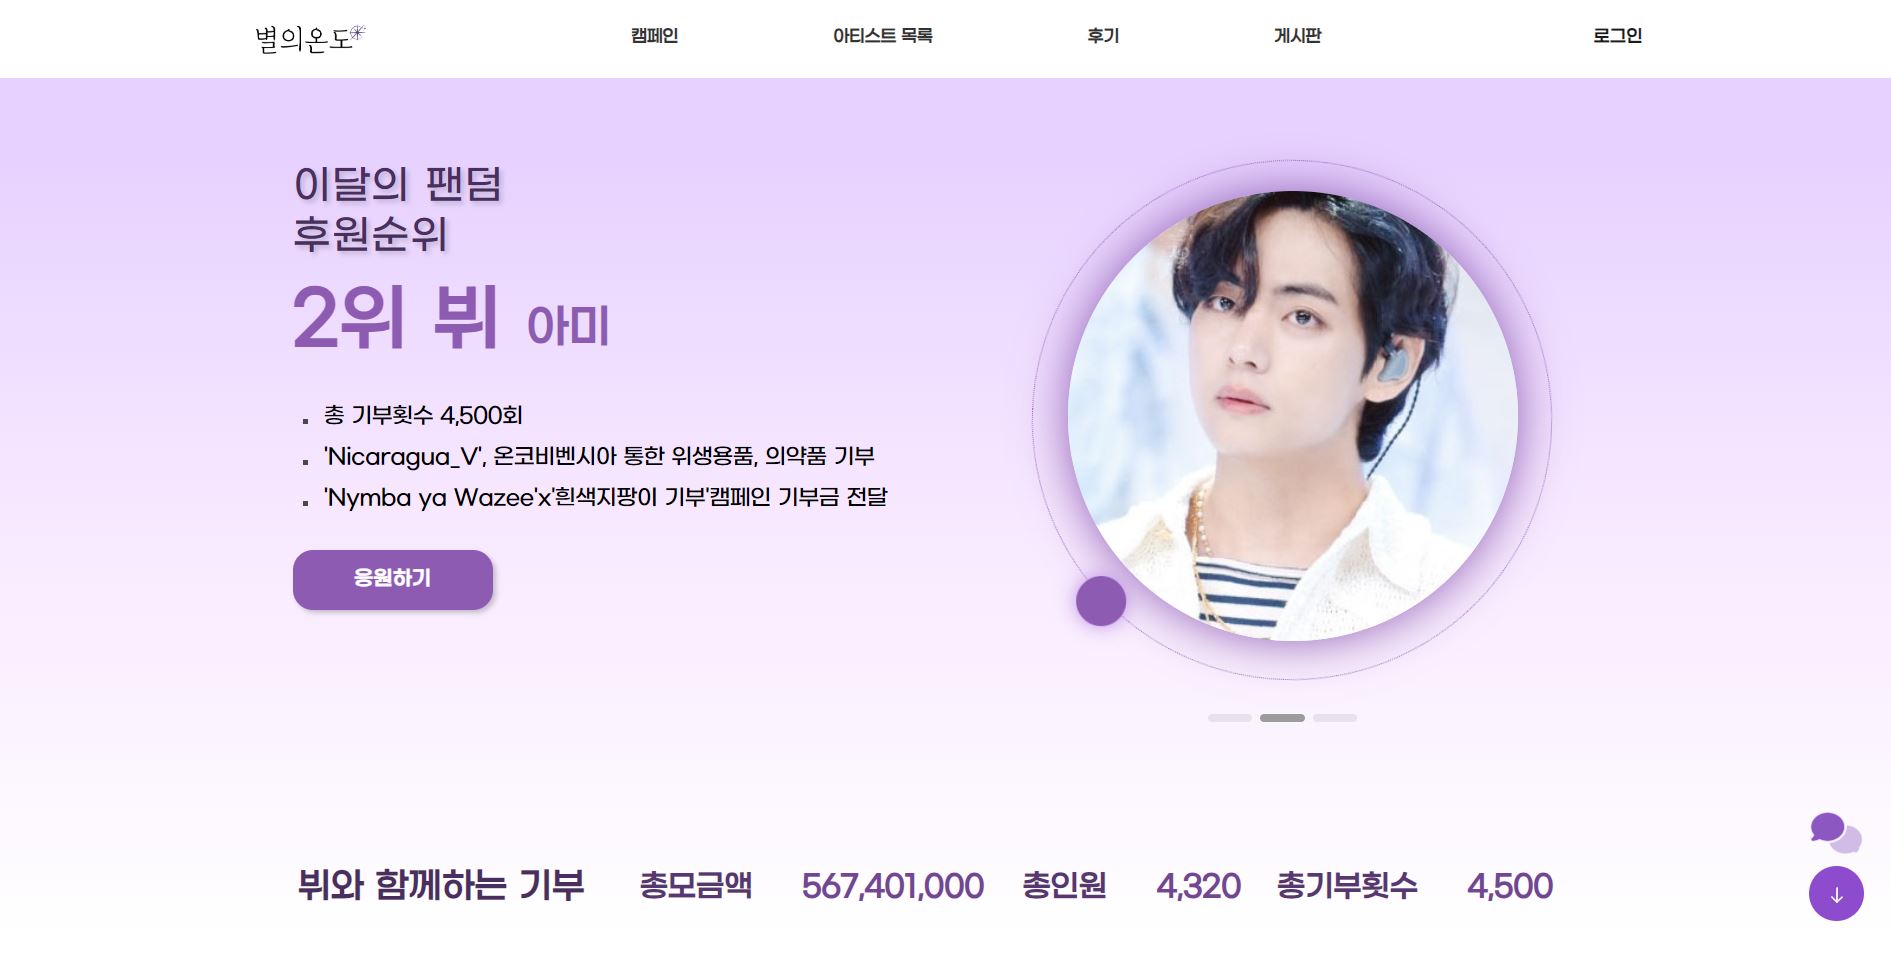 별의온도
캠페인
아티스트 목록
후기
게시판
로그인
이달의 팬덤
후원순위
2위 뷔 아미
총 기부횟수 4,500회
'Nicaragua_V', 온코비벤시아 통한 위생용품, 의약품 기부
'Nymba ya Wazee'x'흰색지팡이 기부'캠페인 기부금 전달
응원하기
뷔와 함께하는 기부 총모금액 567,401,000 총인원 4,320 총기부횟수 4,500